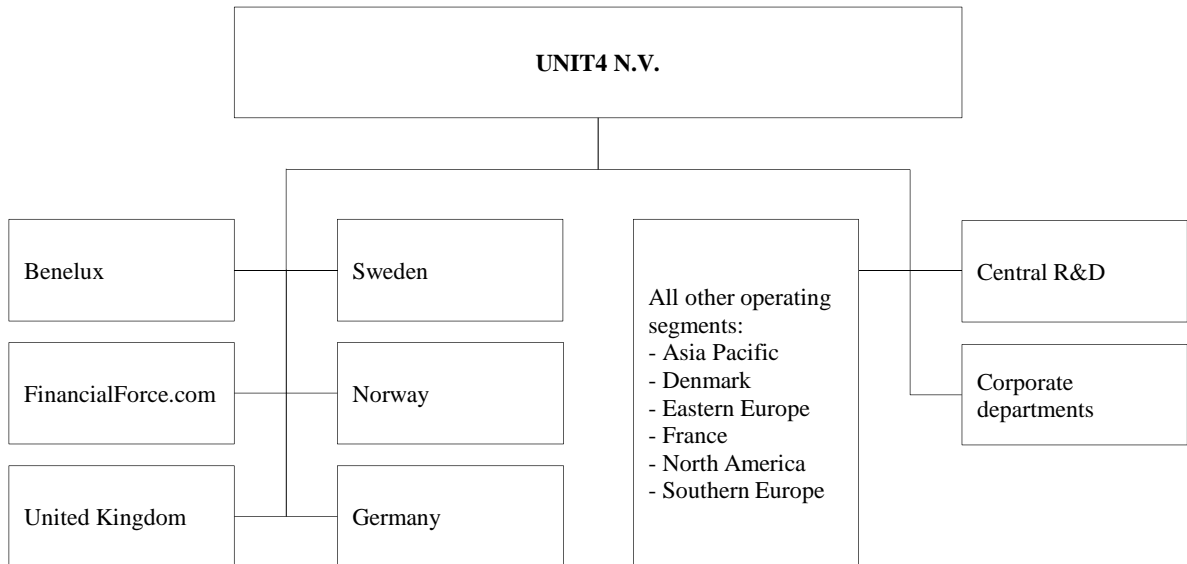 UNIT4 N.V.
Benelux
Sweden
FinancialForce.com
Norway
United Kingdom
Germany
All other operating
segments:
- Asia Pacific
- Denmark
- Eastern Europe
- France
- North America
- Southern Europe
Central R&D
Corporate
departments